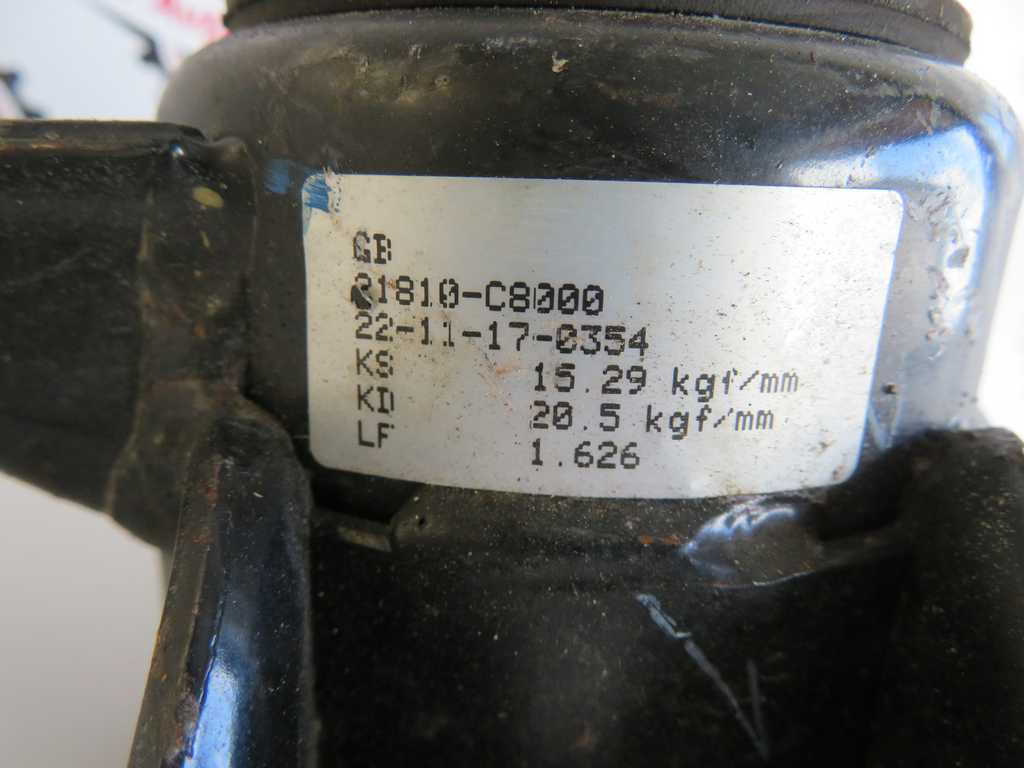 GB
21810-C8000
22-11-17-0354
KS 15.29 kgf/mm
KD 20.5 kgf/mm
LF 1.626